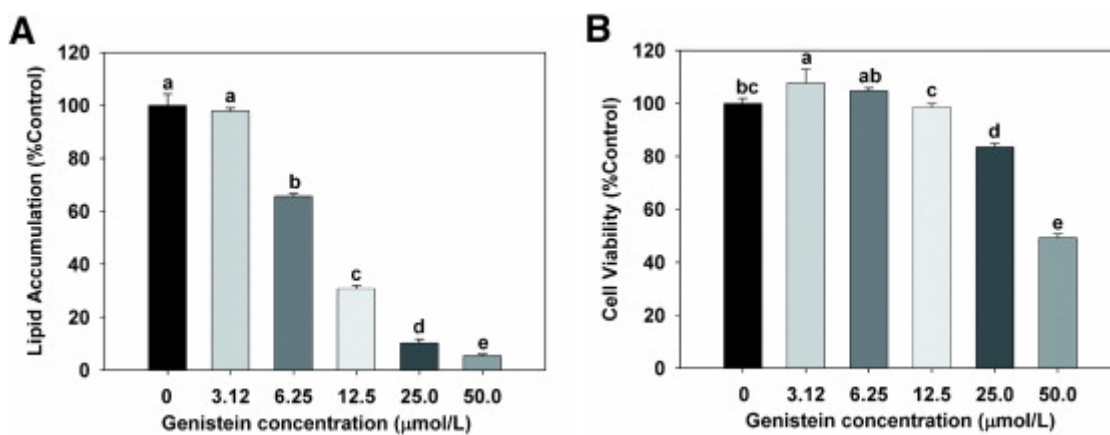 A
Lipid Accumulation (%Control)
120
100
80
60
40
20
0
a
a
b
c
d
e
0 3.12 6.25 12.5 25.0 50.0
Genistein concentration (μmol/L)
B
Cell Viability (%Control)
120
100
80
60
40
20
0
bc
a
ab
c
d
e
0 3.12 6.25 12.5 25.0 50.0
Genistein concentration (μmol/L)